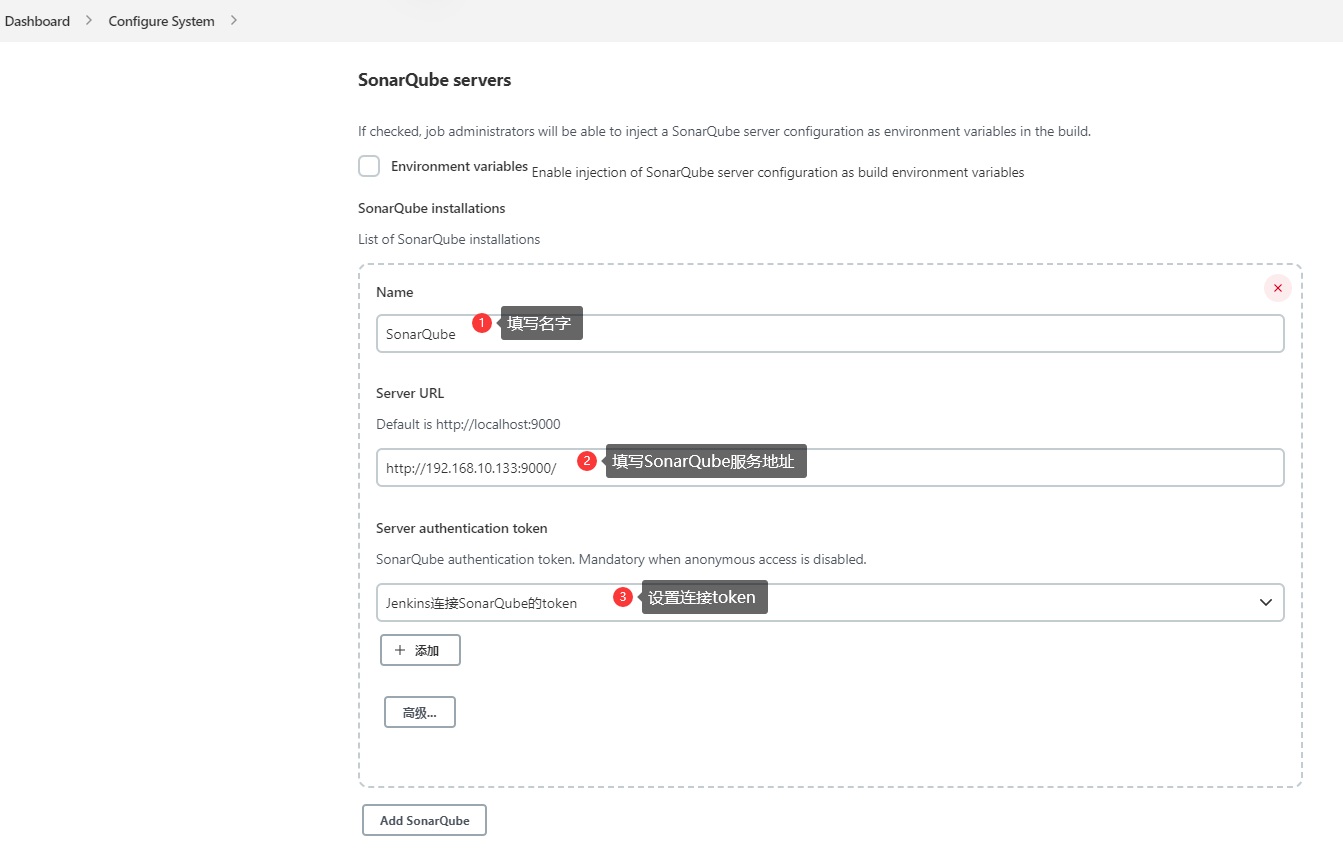 Dashboard > Configure System >
SonarQube servers
If checked, job administrators will be able to inject a SonarQube server configuration as environment variables in the build.
Environment variables Enable injection of SonarQube server configuration as build environment variables
SonarQube installations
List of SonarQube installations
Name
SonarQube 1 填写名字
Server URL
Default is http://localhost:9000
http://192.168.10.133:9000/ 2 填写SonarQube服务地址
Server authentication token
SonarQube authentication token. Mandatory when anonymous access is disabled.
Jenkins连接SonarQube的token 3 设置连接token
+ 添加
高级...
Add SonarQube